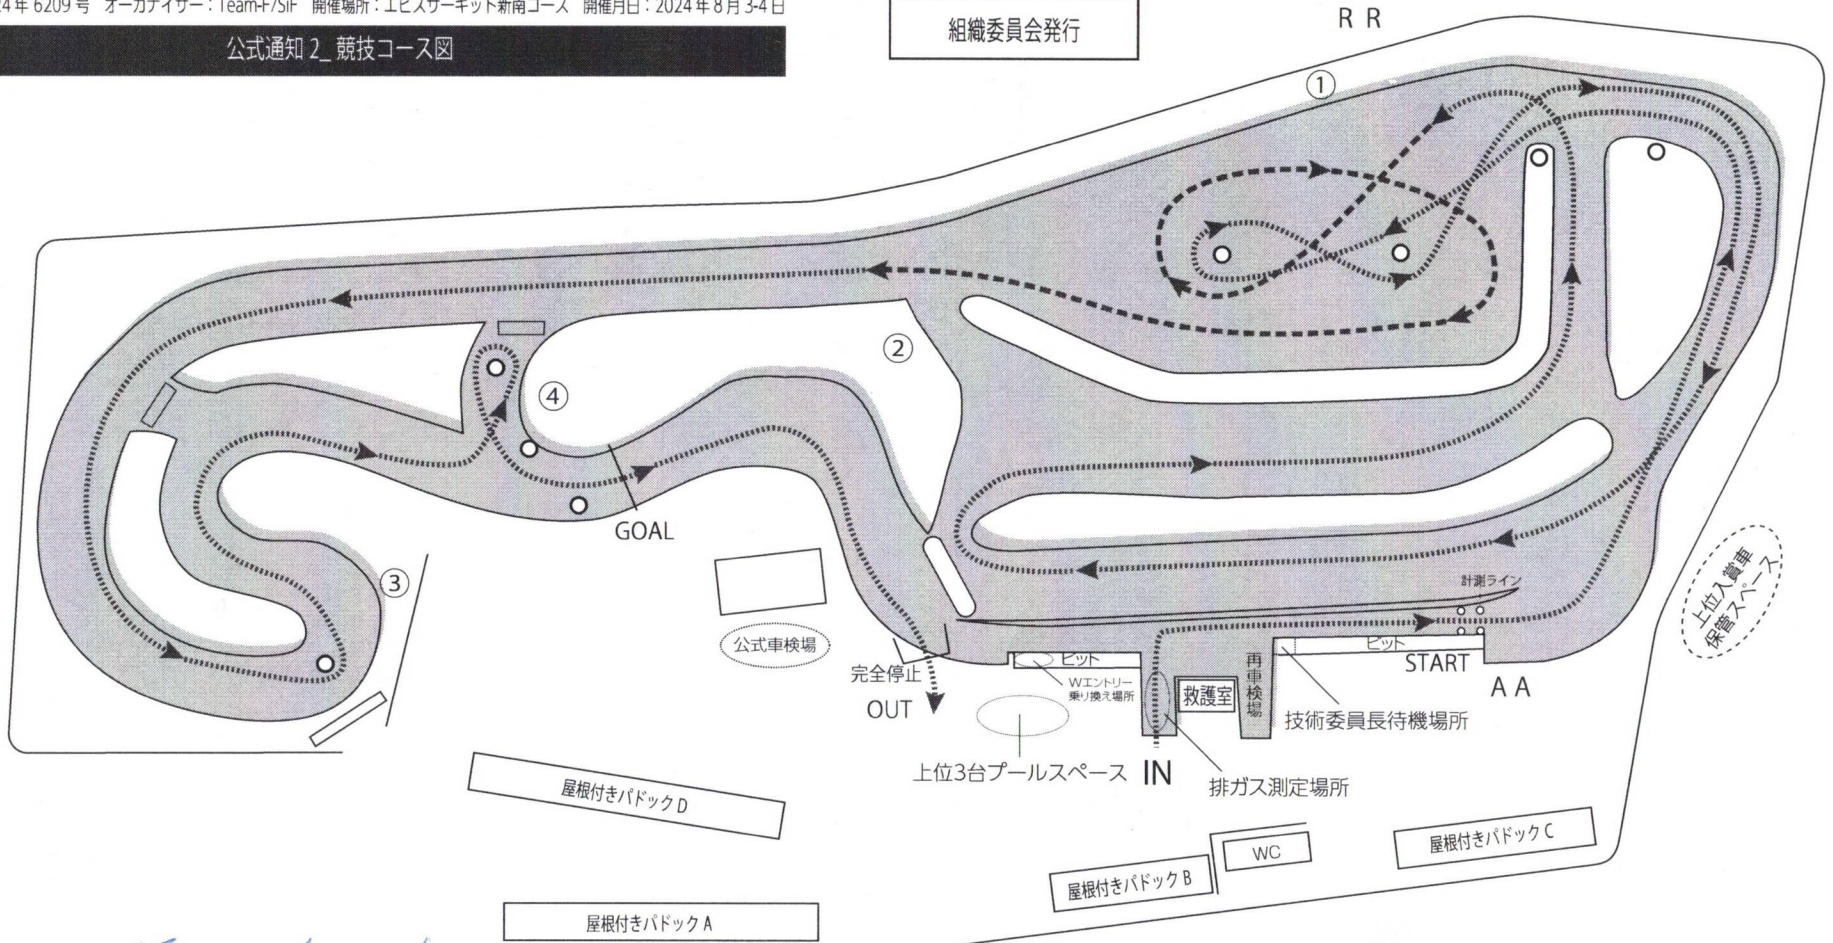 24年 6209 号 オーガナイザー：Team-F/SiF 開催場所：エビスサーキット新南コース 開催月日：2024 年 8 月 3-4 日
公式通知 2_ 競技コース図
組織委員会発行
R R
①
②
④
GOAL
③
計測ライン
上位入賞車
保管スペース
公式車検場
完全停止
OUT
ピット
Wエントリー
乗り換え場所
救護室
再車検場
ピット
START
A A
技術委員長待機場所
上位3台プールスペース
IN
排ガス測定場所
屋根付きパドック D
WC
屋根付きパドック C
屋根付きパドック B
屋根付きパドック A